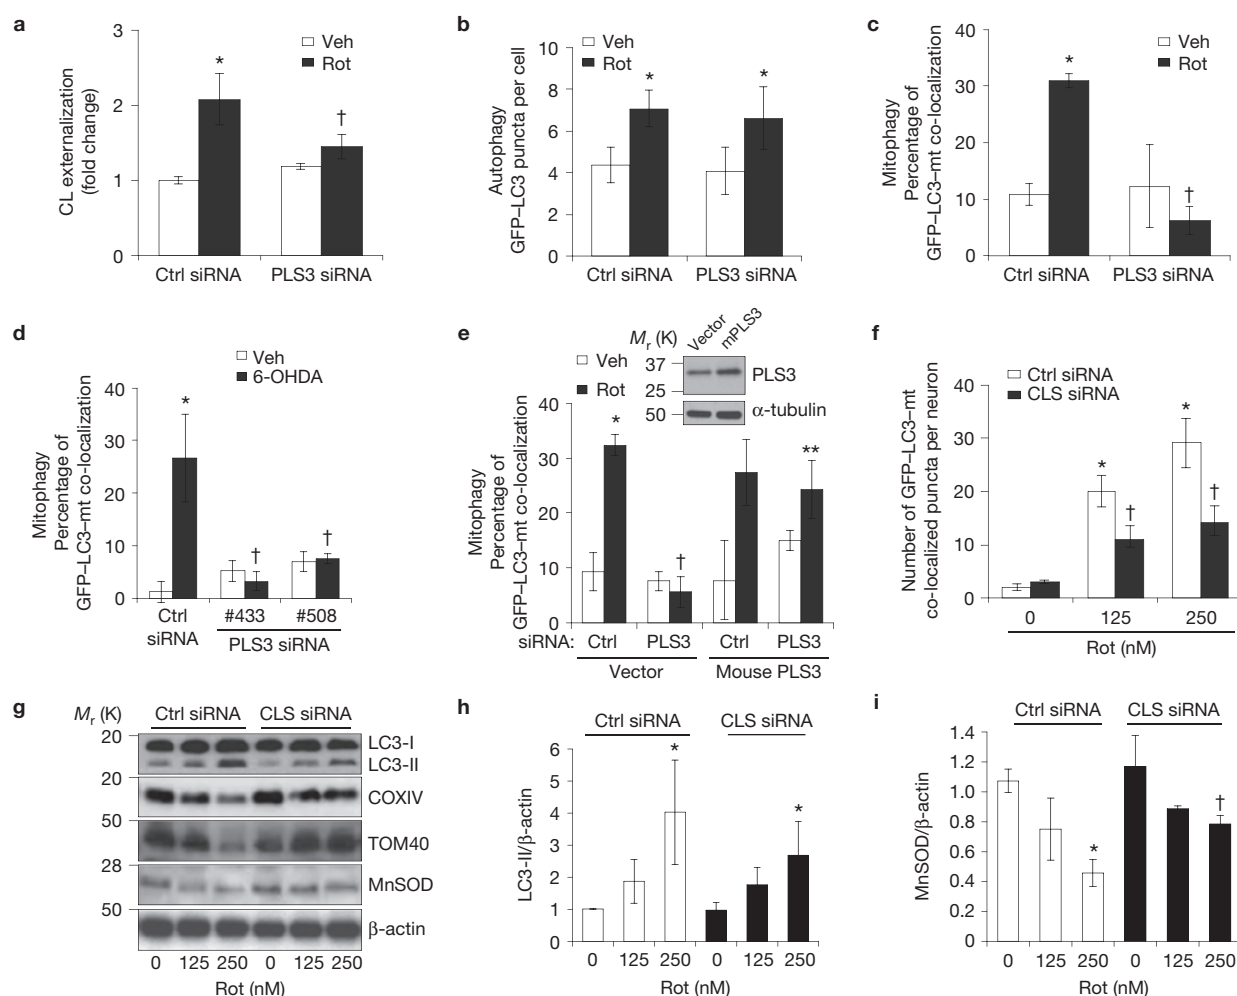 a
CL externalization
(fold change)
3
2
1
0
Veh
Rot
*
†
Ctrl siRNA PLS3 siRNA
b
Autophagy
GFP–LC3 puncta per cell
10
8
6
4
2
0
Veh
Rot
*
*
Ctrl siRNA PLS3 siRNA
c
Mitophagy
Percentage of
GFP–LC3–mt co-localization
40
30
20
10
0
Veh
Rot
*
†
Ctrl siRNA PLS3 siRNA
d
Mitophagy
Percentage of
GFP–LC3–mt co-localization
Veh
6-OHDA
40
30
20
10
0
*
†
†
Ctrl
siRNA
#433 #508
PLS3 siRNA
e
Mitophagy
Percentage of
GFP–LC3–mt co-localization
Veh
Rot
Mr (K)
Vector
mPLS3
37
25
50
PLS3
α-tubulin
40
30
20
10
0
*
†
**
siRNA: Ctrl PLS3 Ctrl PLS3
Vector Mouse PLS3
f
Number of GFP–LC3–mt
co-localized puncta per neuron
Ctrl siRNA
CLS siRNA
40
30
20
10
0
*
†
*
†
0 125 250
Rot (nM)
g
Mr (K)
Ctrl siRNA CLS siRNA
20
20
50
28
50
LC3-I
LC3-II
COXIV
TOM40
MnSOD
β-actin
0 125 250 0 125 250
Rot (nM)
h
Ctrl siRNA CLS siRNA
LC3-II/β-actin
6
5
4
3
2
1
0
*
*
0 125 250 0 125 250
Rot (nM)
i
Ctrl siRNA CLS siRNA
MnSOD/β-actin
1.4
1.2
1.0
0.8
0.6
0.4
0.2
0
*
†
0 125 250 0 125 250
Rot (nM)